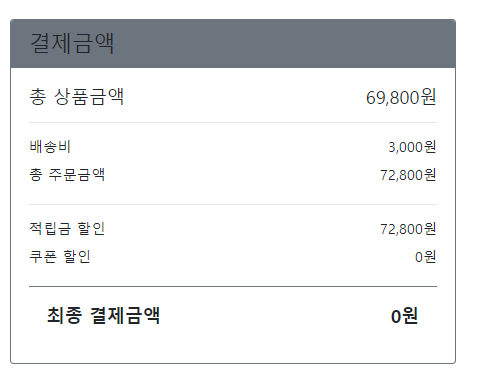 결제금액
총 상품금액 69,800원
배송비 3,000원
총 주문금액 72,800원
적립금 할인 72,800원
쿠폰 할인 0원
최종 결제금액 0원